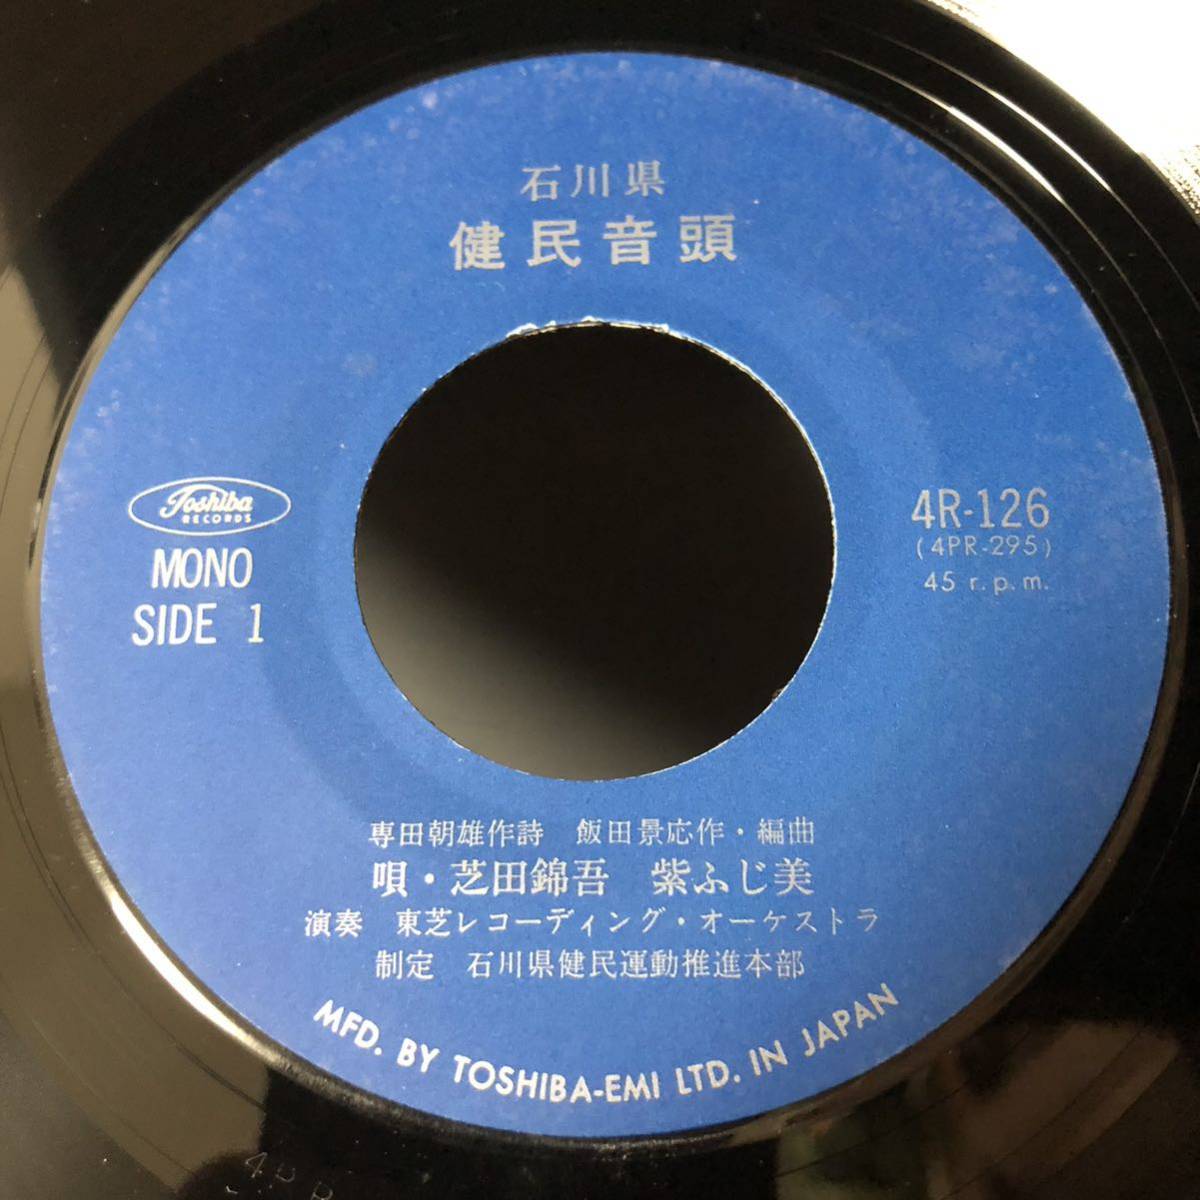 石川県
健民音頭
Toshiba
RECORDS
MONO
SIDE 1
4R-126
(4PR-295)
45 r.p.m.
専田朝雄作詩 飯田景応作・編曲
唄・芝田錦吾 紫ふじ美
演奏 東芝レコーディング・オーケストラ
制定 石川県健民運動推進本部
MFD. BY TOSHIBA-EMI LTD. IN JAPAN